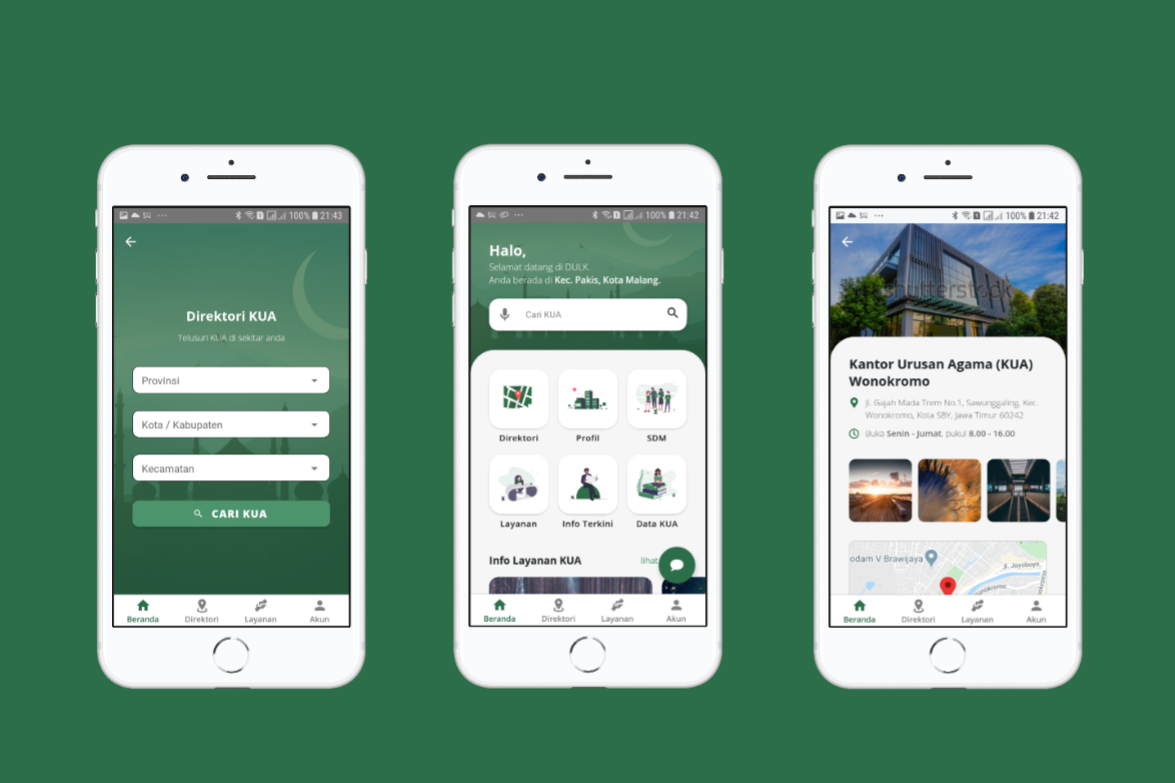 100% 21:43
Direktori KUA
Telusuri KUA di sekitar anda
Provinsi
Kota / Kabupaten
Kecamatan
CARI KUA
Beranda Direktori Layanan Akun
100% 21:42
Halo,
Selamat datang di DULK.
Anda berada di Kec. Pakis, Kota Malang.
Cari KUA
Direktori Profil SDM
Layanan Info Terkini Data KUA
Info Layanan KUA lihat
Beranda Direktori Layanan Akun
100% 21:42
shutterstock
Kantor Urusan Agama (KUA)
Wonokromo
Jl. Gajah Mada Trem No.1, Sawunggaling, Kec.
Wonokromo, Kota SBY, Jawa Timur 60242
Buka Senin - Jumat, pukul 8.00 - 16.00
odam V Brawijaya
Jl. Joyoboyo
Beranda Direktori Layanan Akun